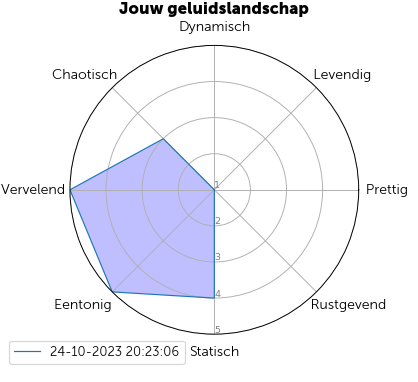 Jouw geluidslandschap
Dynamisch
Chaotisch
Levendig
Vervelend
1
Prettig
2
3
4
Eentonig
Rustgevend
5
24-10-2023 20:23:06
Statisch